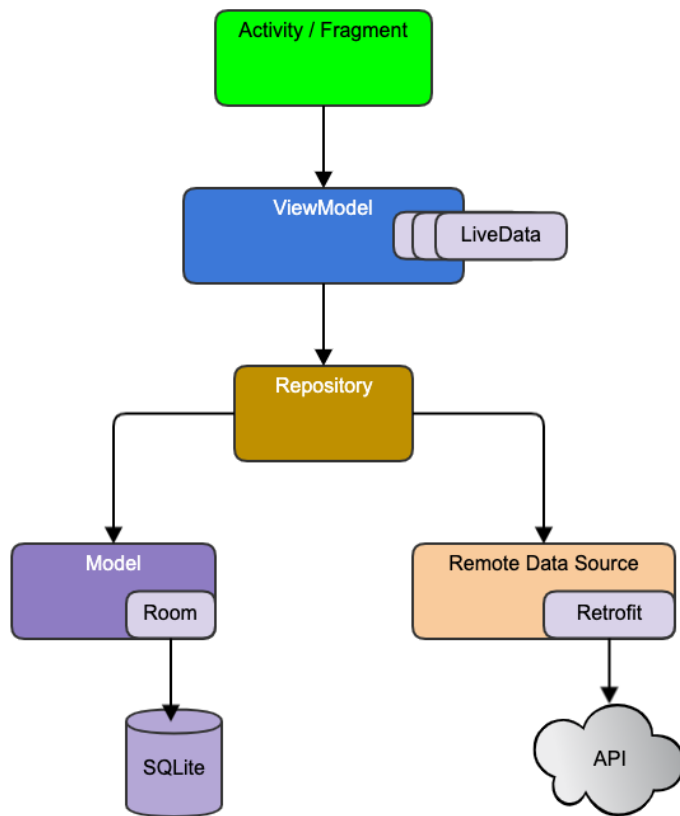 Activity / Fragment
ViewModel
LiveData
Repository
Model
Room
Remote Data Source
Retrofit
SQLite
API